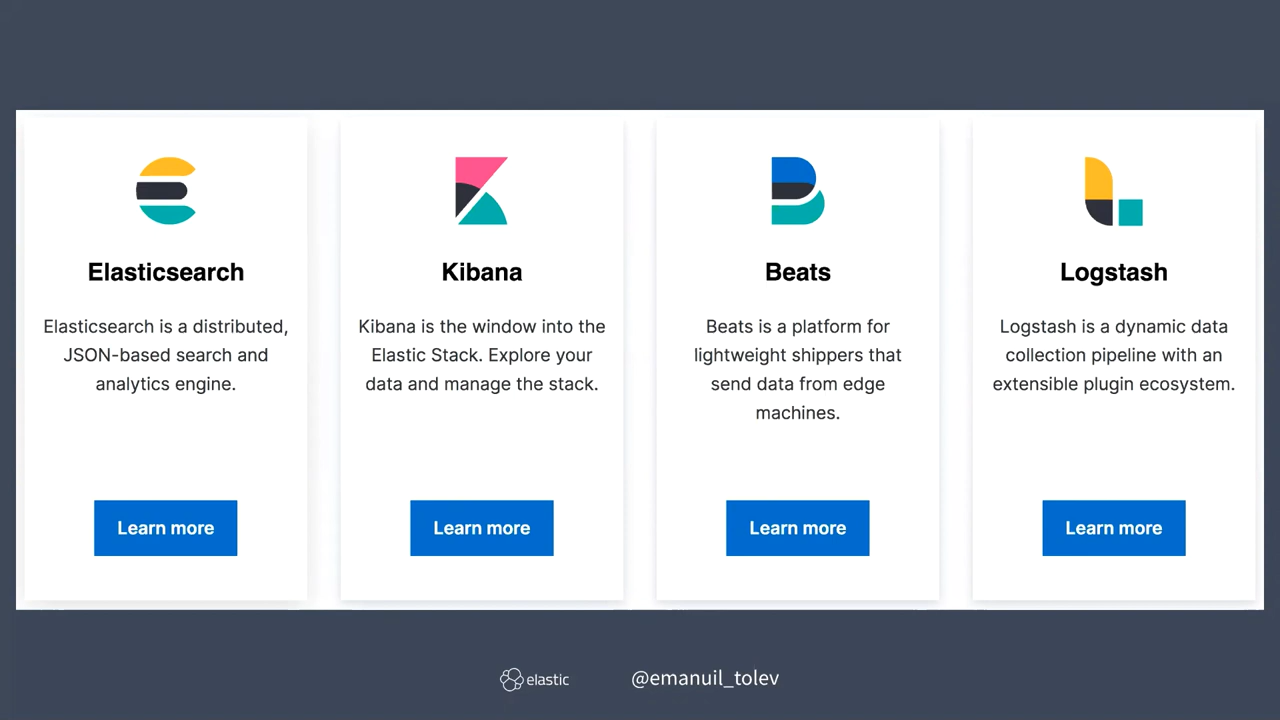 Elasticsearch
Elasticsearch is a distributed,
JSON-based search and
analytics engine.
Learn more
Kibana
Kibana is the window into the
Elastic Stack. Explore your
data and manage the stack.
Learn more
Beats
Beats is a platform for
lightweight shippers that
send data from edge
machines.
Learn more
Logstash
Logstash is a dynamic data
collection pipeline with an
extensible plugin ecosystem.
Learn more
elastic
@emanuil_tolev